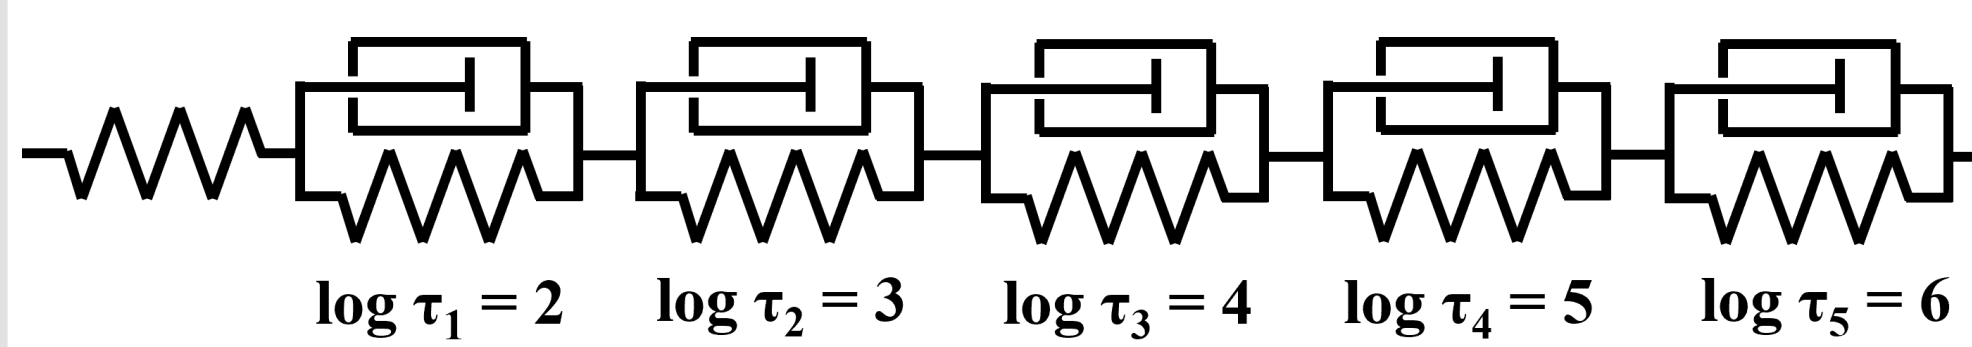 log τ₁ = 2 log τ₂ = 3 log τ₃ = 4 log τ₄ = 5 log τ₅ = 6